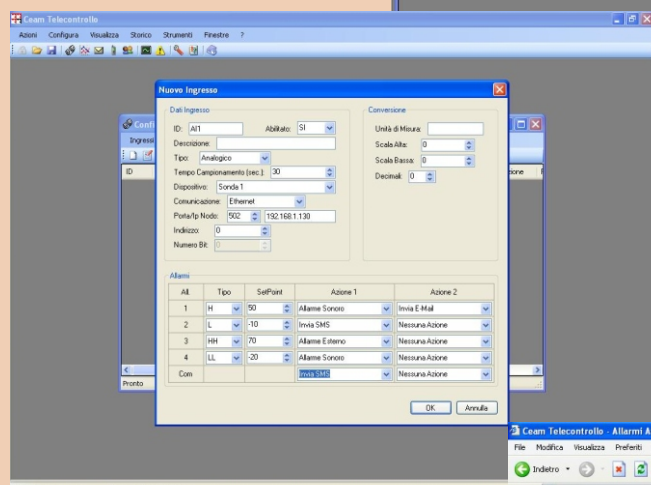 Ceam Telecontrollo
Azioni Configura Visualizza Storico Strumenti Finestre ?
Nuovo Ingresso
Confi
Ingressi
ID
zione
Pronto
Dati Ingresso
ID: AI1 Abilitato: SI
Descrizione:
Tipo: Analogico
Tempo Campionamento (sec.): 30
Dispositivo: Sonda 1
Comunicazione: Ethernet
Porta/Ip Nodo: 502 192.168.1.130
Indirizzo: 0
Numero Bit: 0
Conversione
Unità di Misura:
Scala Alta: 0
Scala Bassa: 0
Decimali: 0
Allarmi
All. Tipo SetPoint Azione 1 Azione 2
1 H 50 Allarme Sonoro Invia E-Mail
2 L -10 Invia SMS Nessuna Azione
3 HH 70 Allarme Esterno Nessuna Azione
4 LL -20 Allarme Sonoro Nessuna Azione
Com Invia SMS Nessuna Azione
OK Annulla
Ceam Telecontrollo - Allarmi A
File Modifica Visualizza Preferiti
Indietro